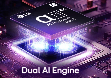 α
Dual AI Engine